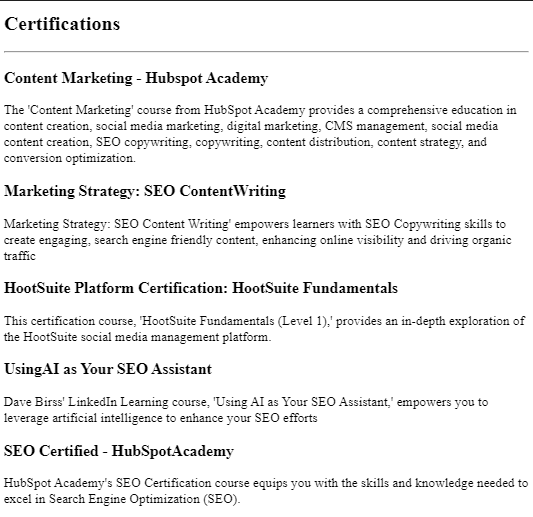 Certifications
Content Marketing - Hubspot Academy
The 'Content Marketing' course from HubSpot Academy provides a comprehensive education in
content creation, social media marketing, digital marketing, CMS management, social media
content creation, SEO copywriting, copywriting, content distribution, content strategy, and
conversion optimization.
Marketing Strategy: SEO ContentWriting
Marketing Strategy: SEO Content Writing' empowers learners with SEO Copywriting skills to
create engaging, search engine friendly content, enhancing online visibility and driving organic
traffic
HootSuite Platform Certification: HootSuite Fundamentals
This certification course, 'HootSuite Fundamentals (Level 1),' provides an in-depth exploration of
the HootSuite social media management platform.
UsingAI as Your SEO Assistant
Dave Birss' LinkedIn Learning course, 'Using AI as Your SEO Assistant,' empowers you to
leverage artificial intelligence to enhance your SEO efforts
SEO Certified - HubSpotAcademy
HubSpot Academy's SEO Certification course equips you with the skills and knowledge needed to
excel in Search Engine Optimization (SEO).